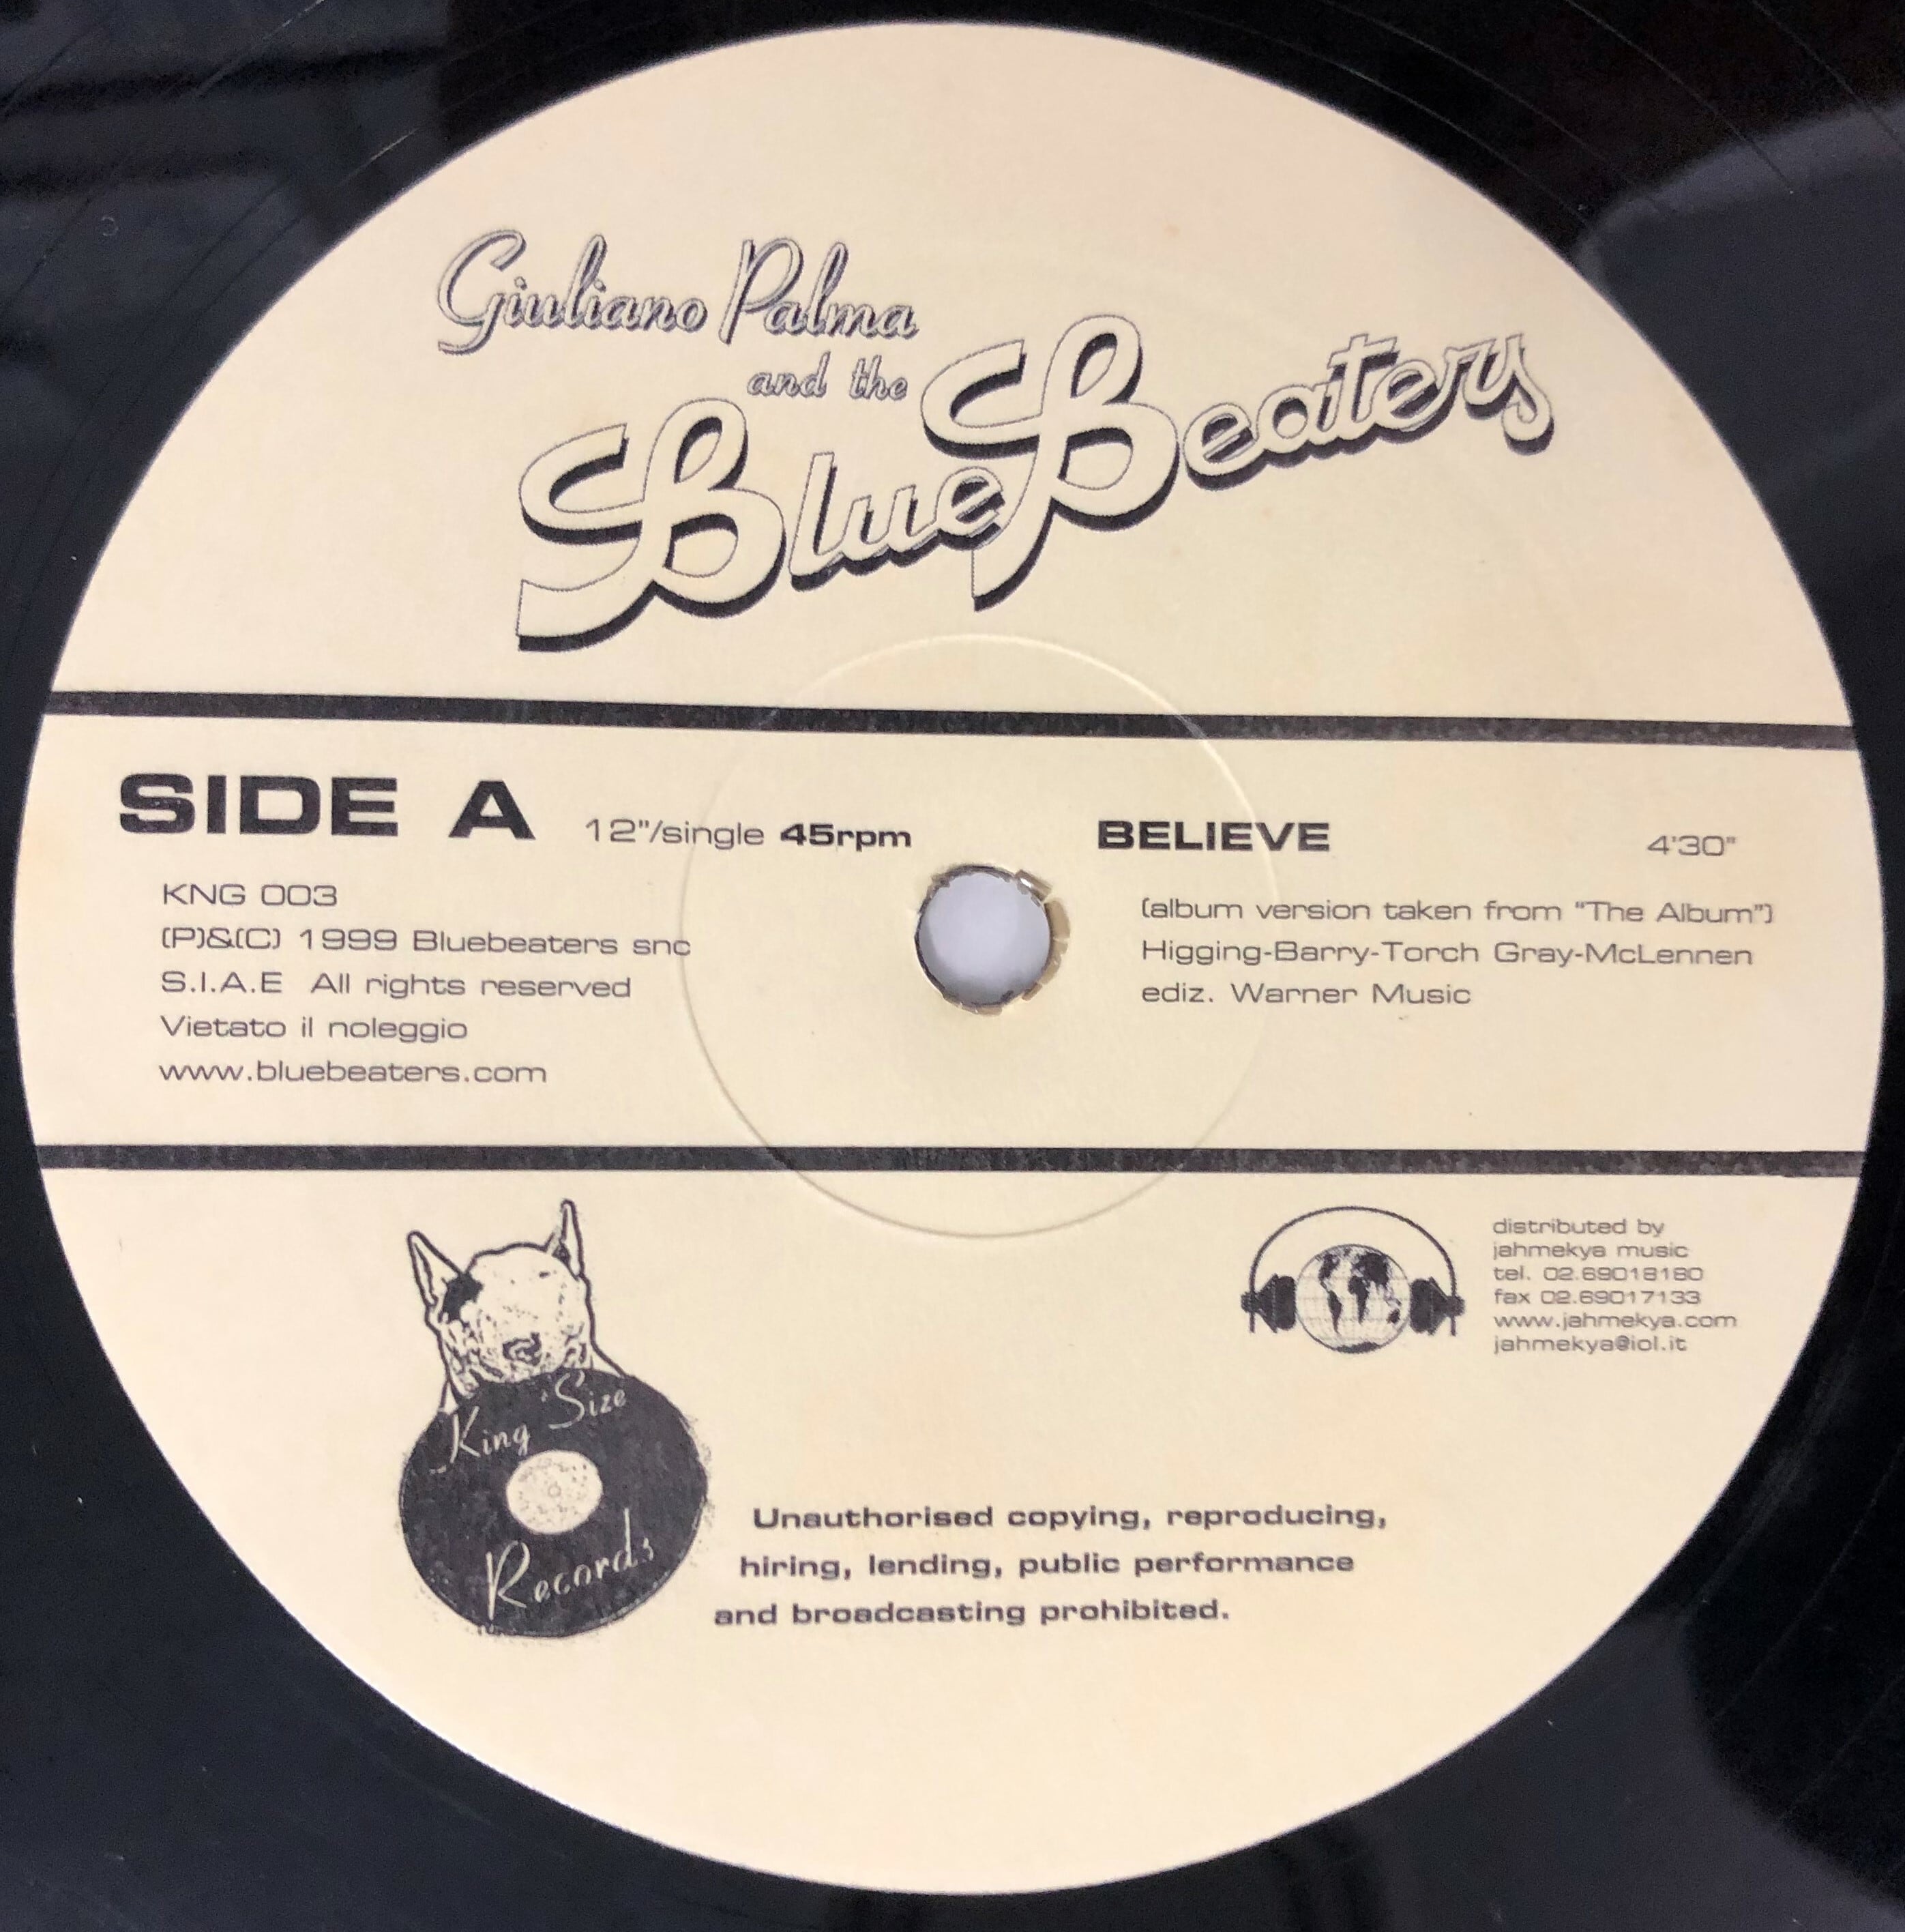 Giuliano Palma
and the
BlueBeaters
SIDE A 12"/single 45rpm
KNG 003
(P)&(C) 1999 Bluebeaters snc
S.I.A.E All rights reserved
Vietato il noleggio
www.bluebeaters.com
BELIEVE 4'30"
(album version taken from "The Album")
Higging-Barry-Torch Gray-McLennen
ediz. Warner Music
King Size
Records
distributed by
jahmekya music
tel. 02.69018180
fax 02.69017133
www.jahmekya.com
jahmekya@iol.it
Unauthorised copying, reproducing,
hiring, lending, public performance
and broadcasting prohibited.